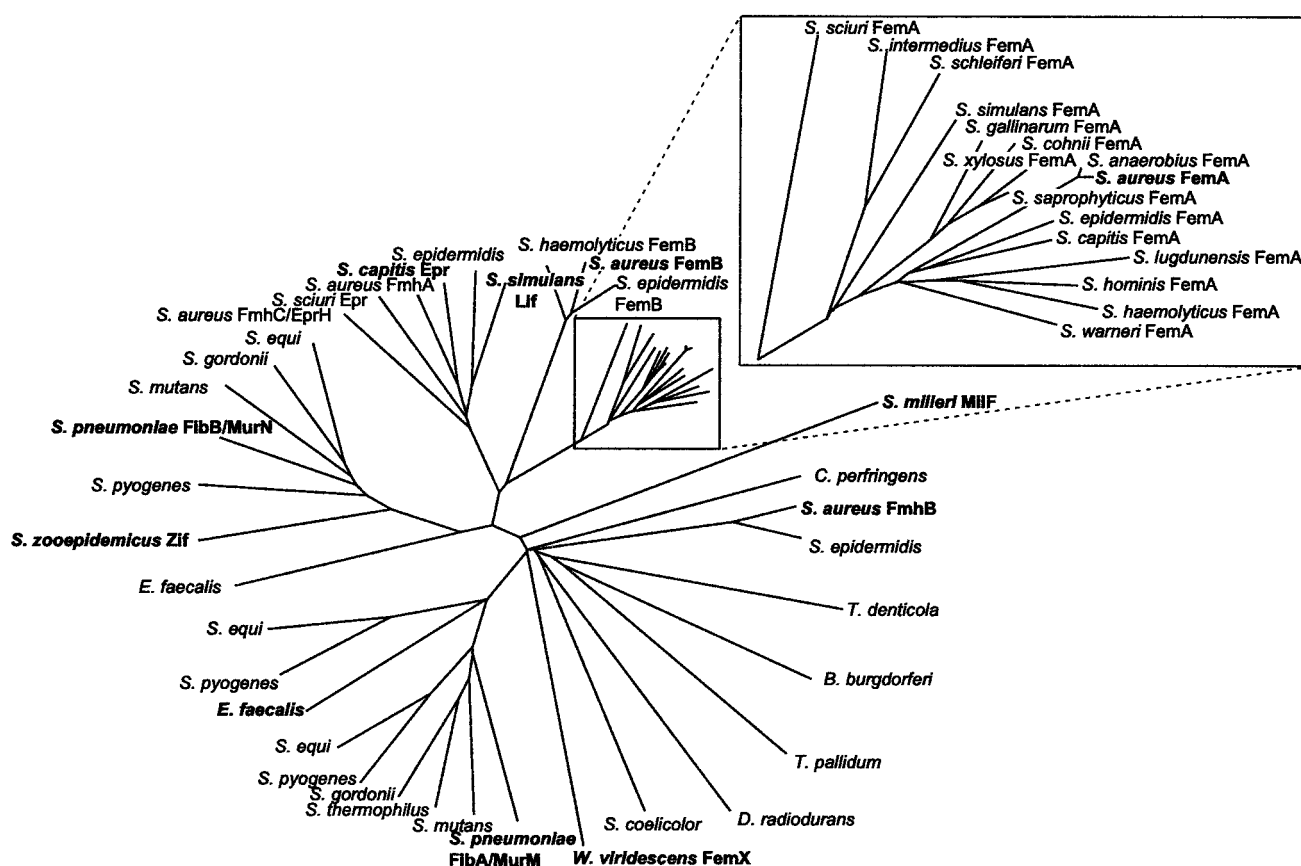 S. sciuri FemA
S. intermedius FemA
S. schleiferi FemA
S. simulans FemA
S. gallinarum FemA
S. cohnii FemA
S. xylosus FemA
S. anaerobius FemA
S. aureus FemA
S. saprophyticus FemA
S. epidermidis FemA
S. capitis FemA
S. lugdunensis FemA
S. hominis FemA
S. haemolyticus FemA
S. warneri FemA
S. haemolyticus FemB
S. aureus FemB
S. epidermidis
FemB
S. simulans
Lif
S. epidermidis
S. capitis Epr
S. aureus FmhA
S. sciuri Epr
S. aureus FmhC/EprH
S. equi
S. gordonii
S. mutans
S. pneumoniae FibB/MurN
S. pyogenes
S. zooepidemicus Zif
E. faecalis
S. equi
S. pyogenes
E. faecalis
S. equi
S. pyogenes
S. gordonii
S. thermophilus
S. mutans
S. pneumoniae
FibA/MurM
W. viridescens FemX
S. coelicolor
D. radiodurans
T. pallidum
B. burgdorferi
T. denticola
S. epidermidis
S. aureus FmhB
C. perfringens
S. milleri MilF